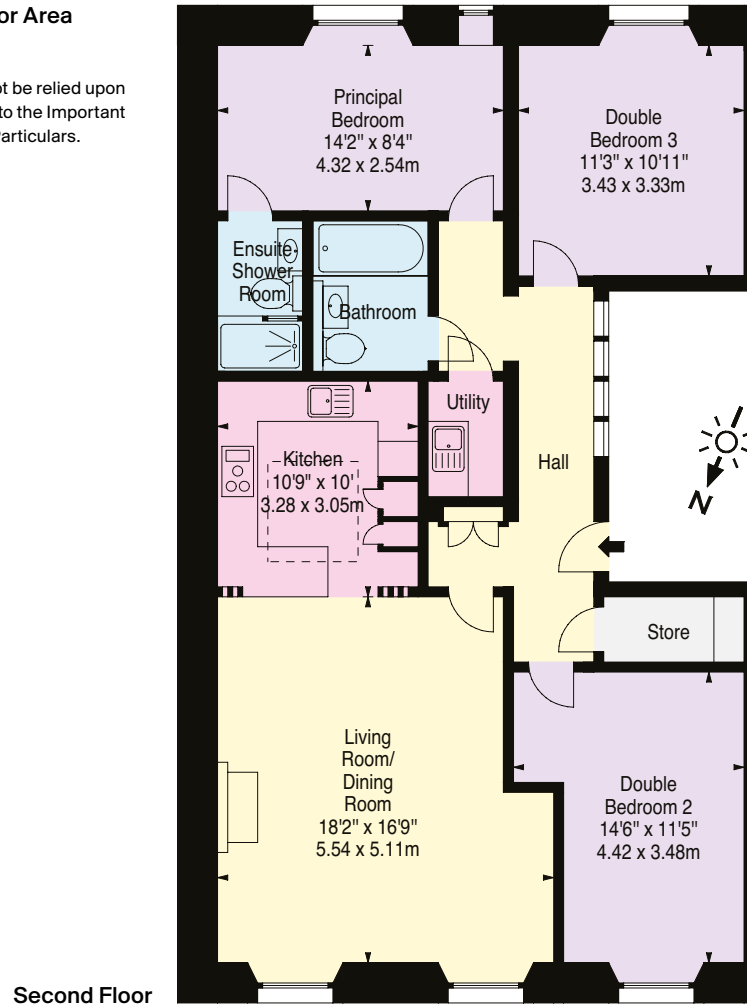 or Area
ot be relied upon
to the Important
Particulars.
Principal
Bedroom
14'2" x 8'4"
4.32 x 2.54m
Double
Bedroom 3
11'3" x 10'11"
3.43 x 3.33m
Ensuite
Shower
Room
Bathroom
Utility
Kitchen
10'9" x 10'
3.28 x 3.05m
Hall
N
Store
Living
Room/
Dining
Room
18'2" x 16'9"
5.54 x 5.11m
Double
Bedroom 2
14'6" x 11'5"
4.42 x 3.48m
Second Floor